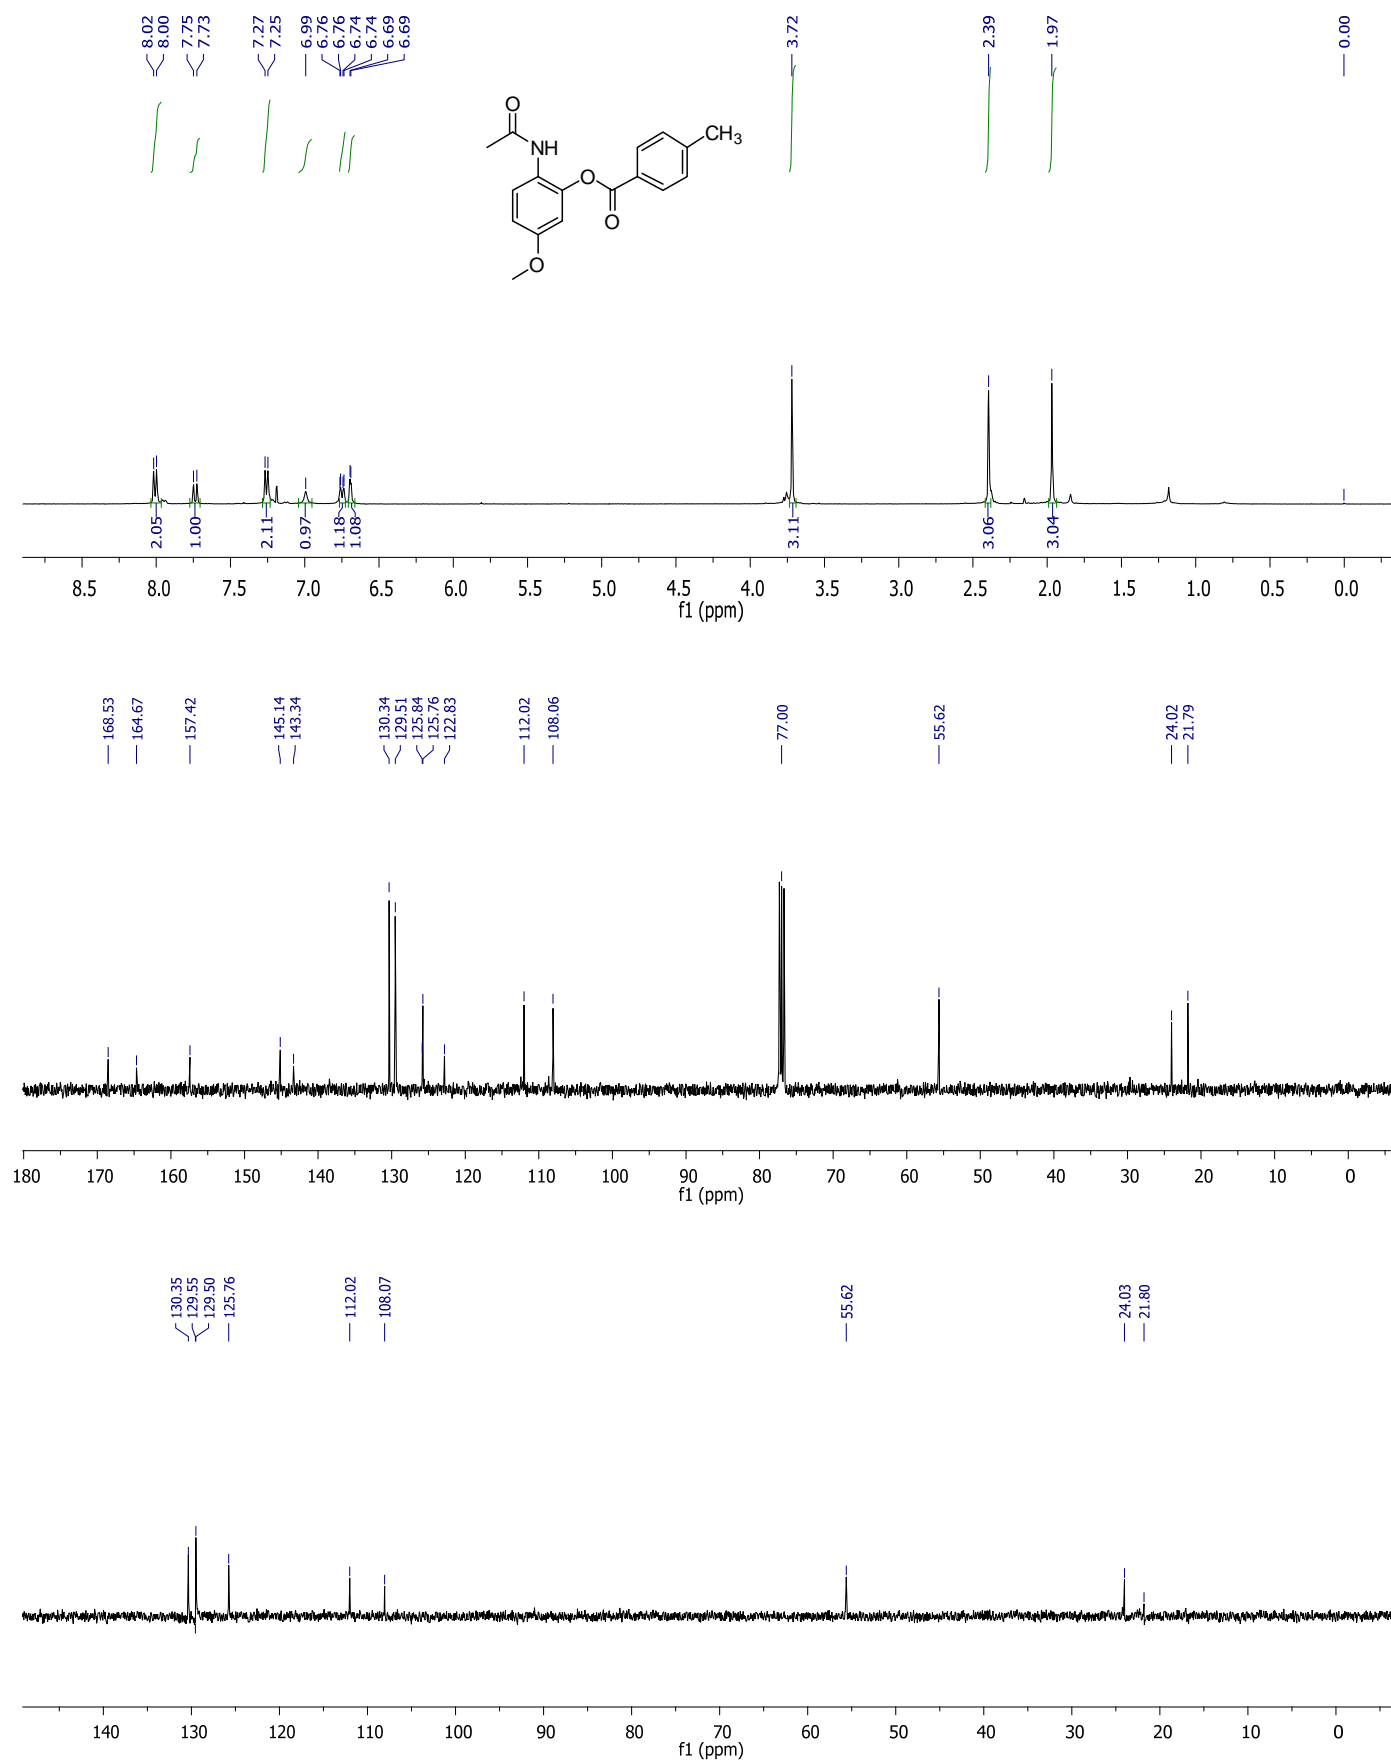 8.02 8.00 7.75 7.73 7.27 7.25 6.99 6.76 6.76 6.74 6.74 6.69 6.69 3.72 2.39 1.97 0.00
O
CH3
NH
O
O
O
2.05 1.00 2.11 0.97 1.18 1.08 3.11 3.06 3.04
8.5 8.0 7.5 7.0 6.5 6.0 5.5 5.0 4.5 4.0 3.5 3.0 2.5 2.0 1.5 1.0 0.5 0.0
f1 (ppm)
168.53 164.67 157.42 145.14 143.34 130.34 129.51 125.84 125.76 122.83 112.02 108.06 77.00 55.62 24.02 21.79
180 170 160 150 140 130 120 110 100 90 80 70 60 50 40 30 20 10 0
f1 (ppm)
130.35 129.55 129.50 125.76 112.02 108.07 55.62 24.03 21.80
140 130 120 110 100 90 80 70 60 50 40 30 20 10 0
f1 (ppm)